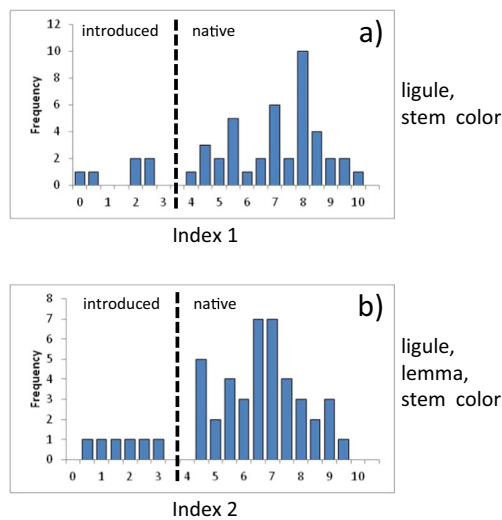 introduced native a)
12
10
8
6
4
2
0
Frequency
0 1 2 3 4 5 6 7 8 9 10
Index 1
ligule,
stem color
introduced native b)
8
7
6
5
4
3
2
1
0
Frequency
0 1 2 3 4 5 6 7 8 9 10
Index 2
ligule,
lemma,
stem color